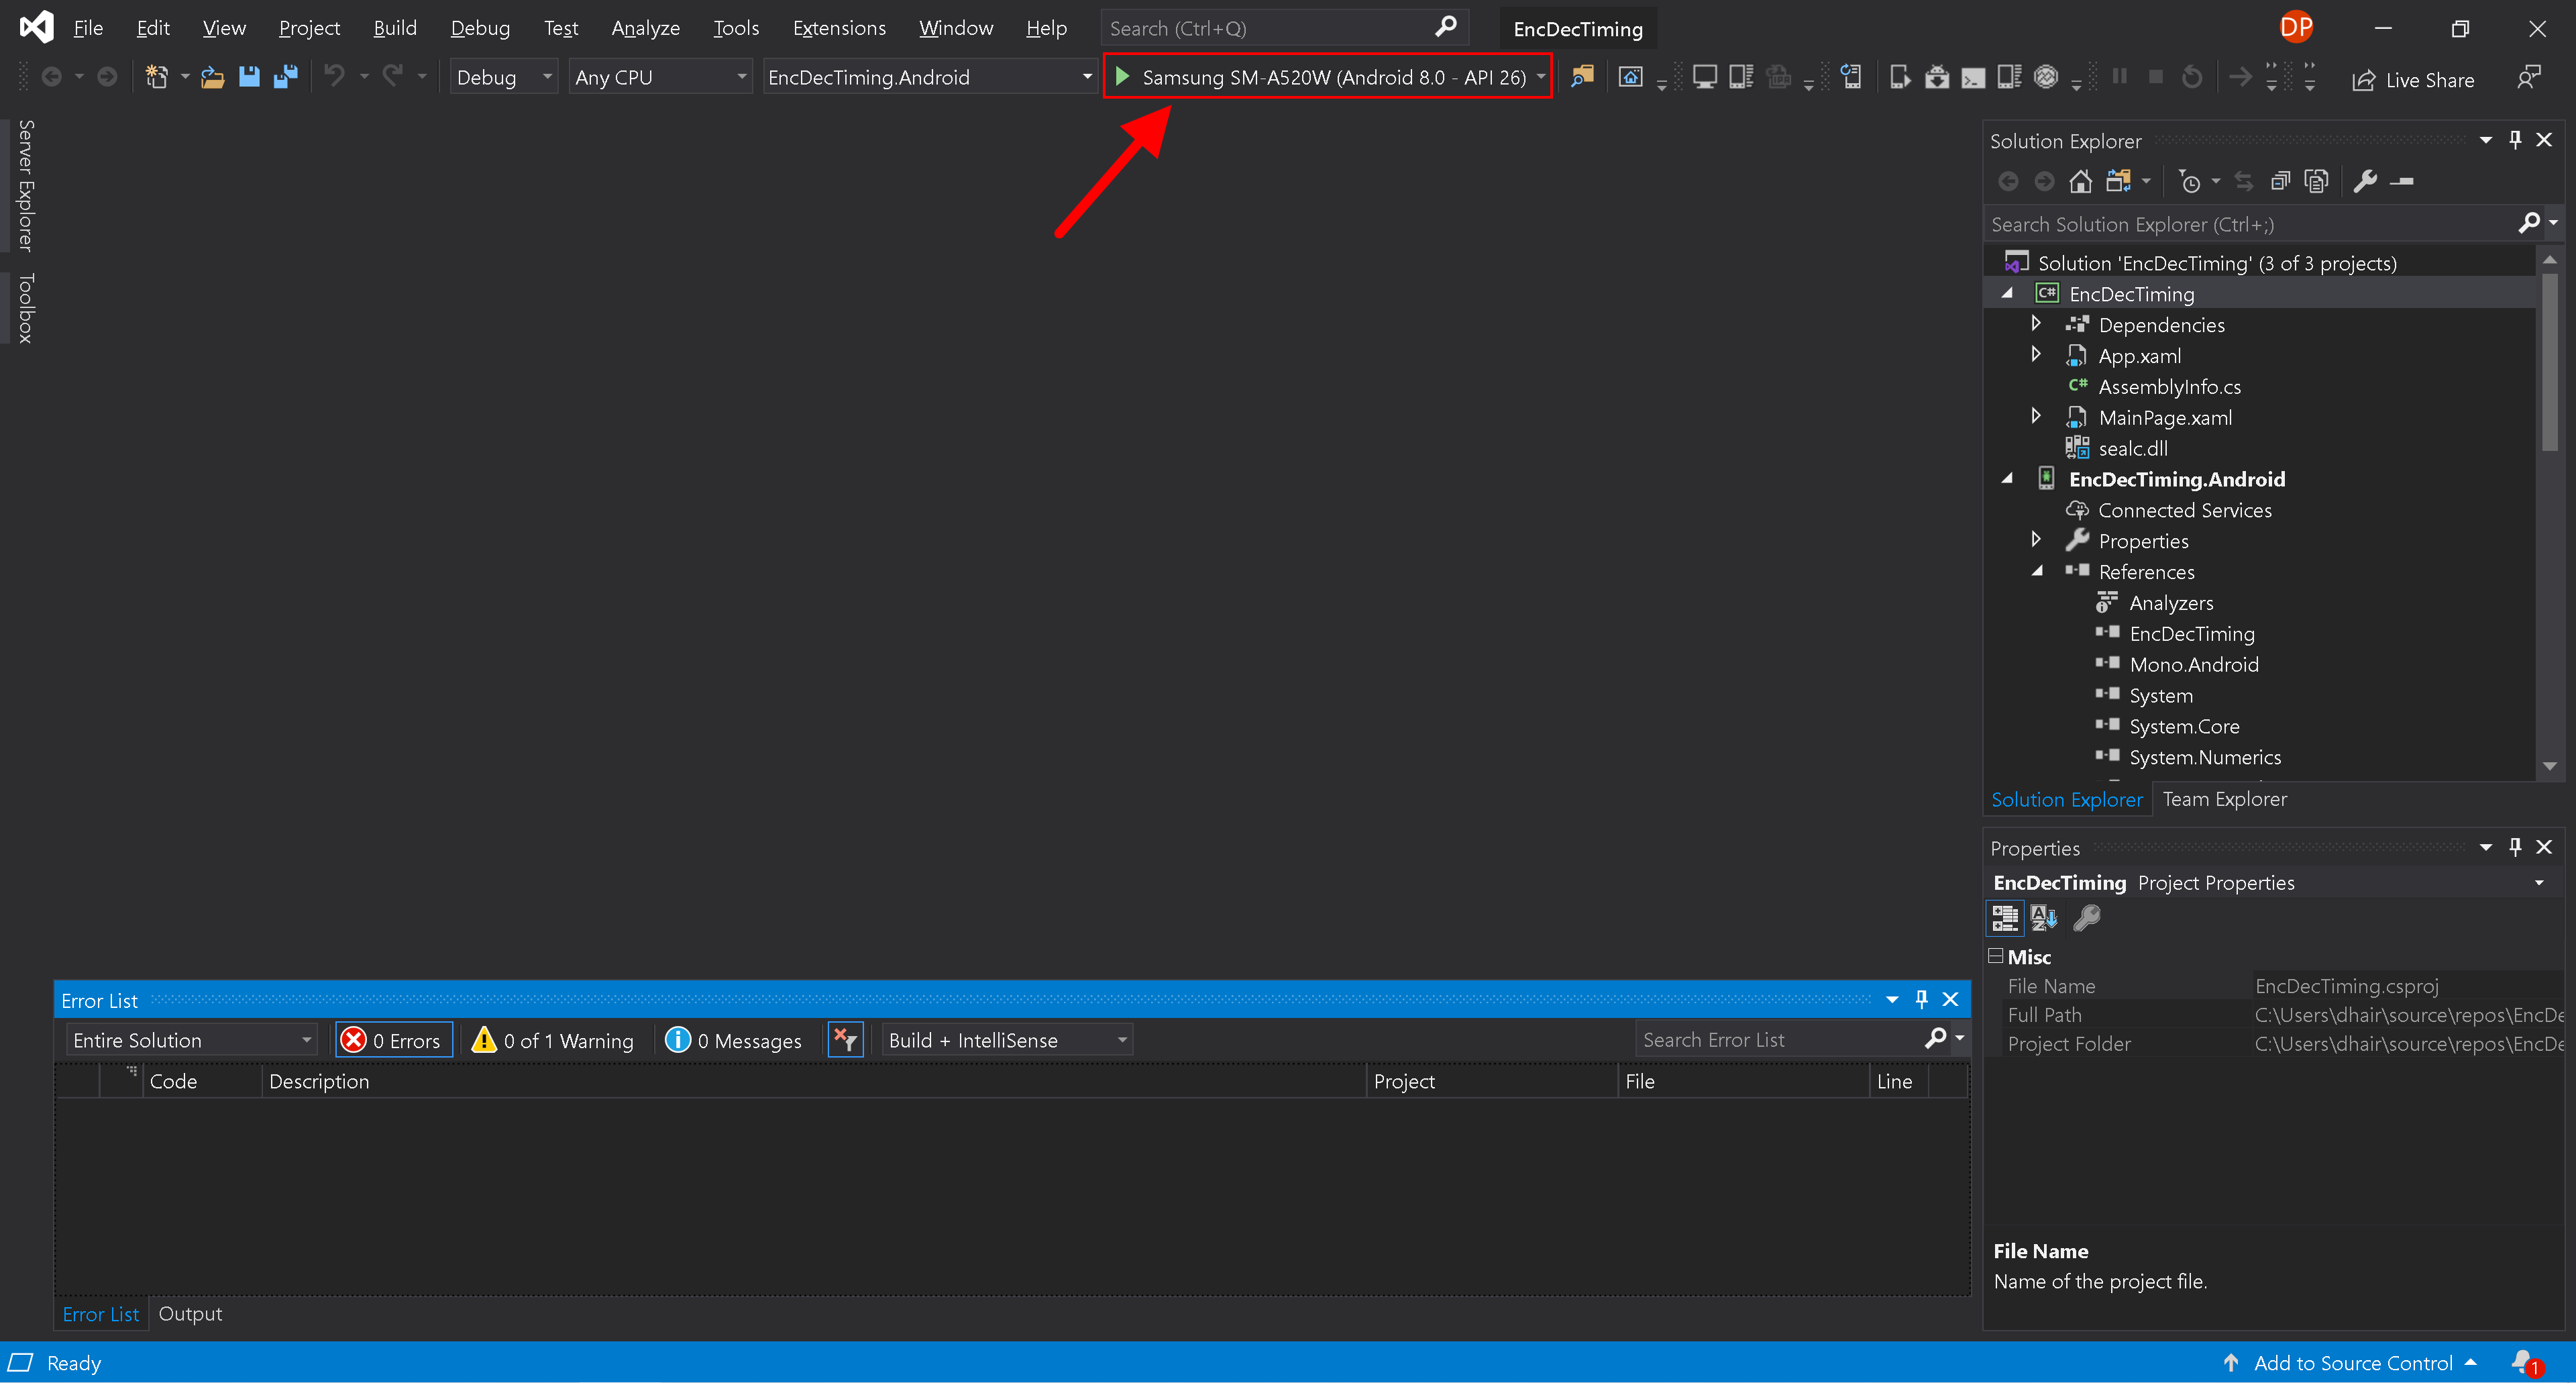 File Edit View Project Build Debug Test Analyze Tools Extensions Window Help Search (Ctrl+Q) EncDecTiming DP
Debug Any CPU EncDecTiming.Android Samsung SM-A520W (Android 8.0 - API 26) Live Share
Server Explorer
Toolbox
Solution Explorer
Search Solution Explorer (Ctrl+;)
Solution 'EncDecTiming' (3 of 3 projects)
C# EncDecTiming
Dependencies
App.xaml
C# AssemblyInfo.cs
MainPage.xaml
sealc.dll
EncDecTiming.Android
Connected Services
Properties
References
Analyzers
EncDecTiming
Mono.Android
System
System.Core
System.Numerics
Solution Explorer Team Explorer
Properties
EncDecTiming Project Properties
Misc
File Name EncDecTiming.csproj
Full Path C:\Users\dhair\source\repos\EncDe
Project Folder C:\Users\dhair\source\repos\EncDe
File Name
Name of the project file.
Error List
Entire Solution 0 Errors 0 of 1 Warning 0 Messages Build + IntelliSense Search Error List
Code Description Project File Line
Error List Output
Ready Add to Source Control 1